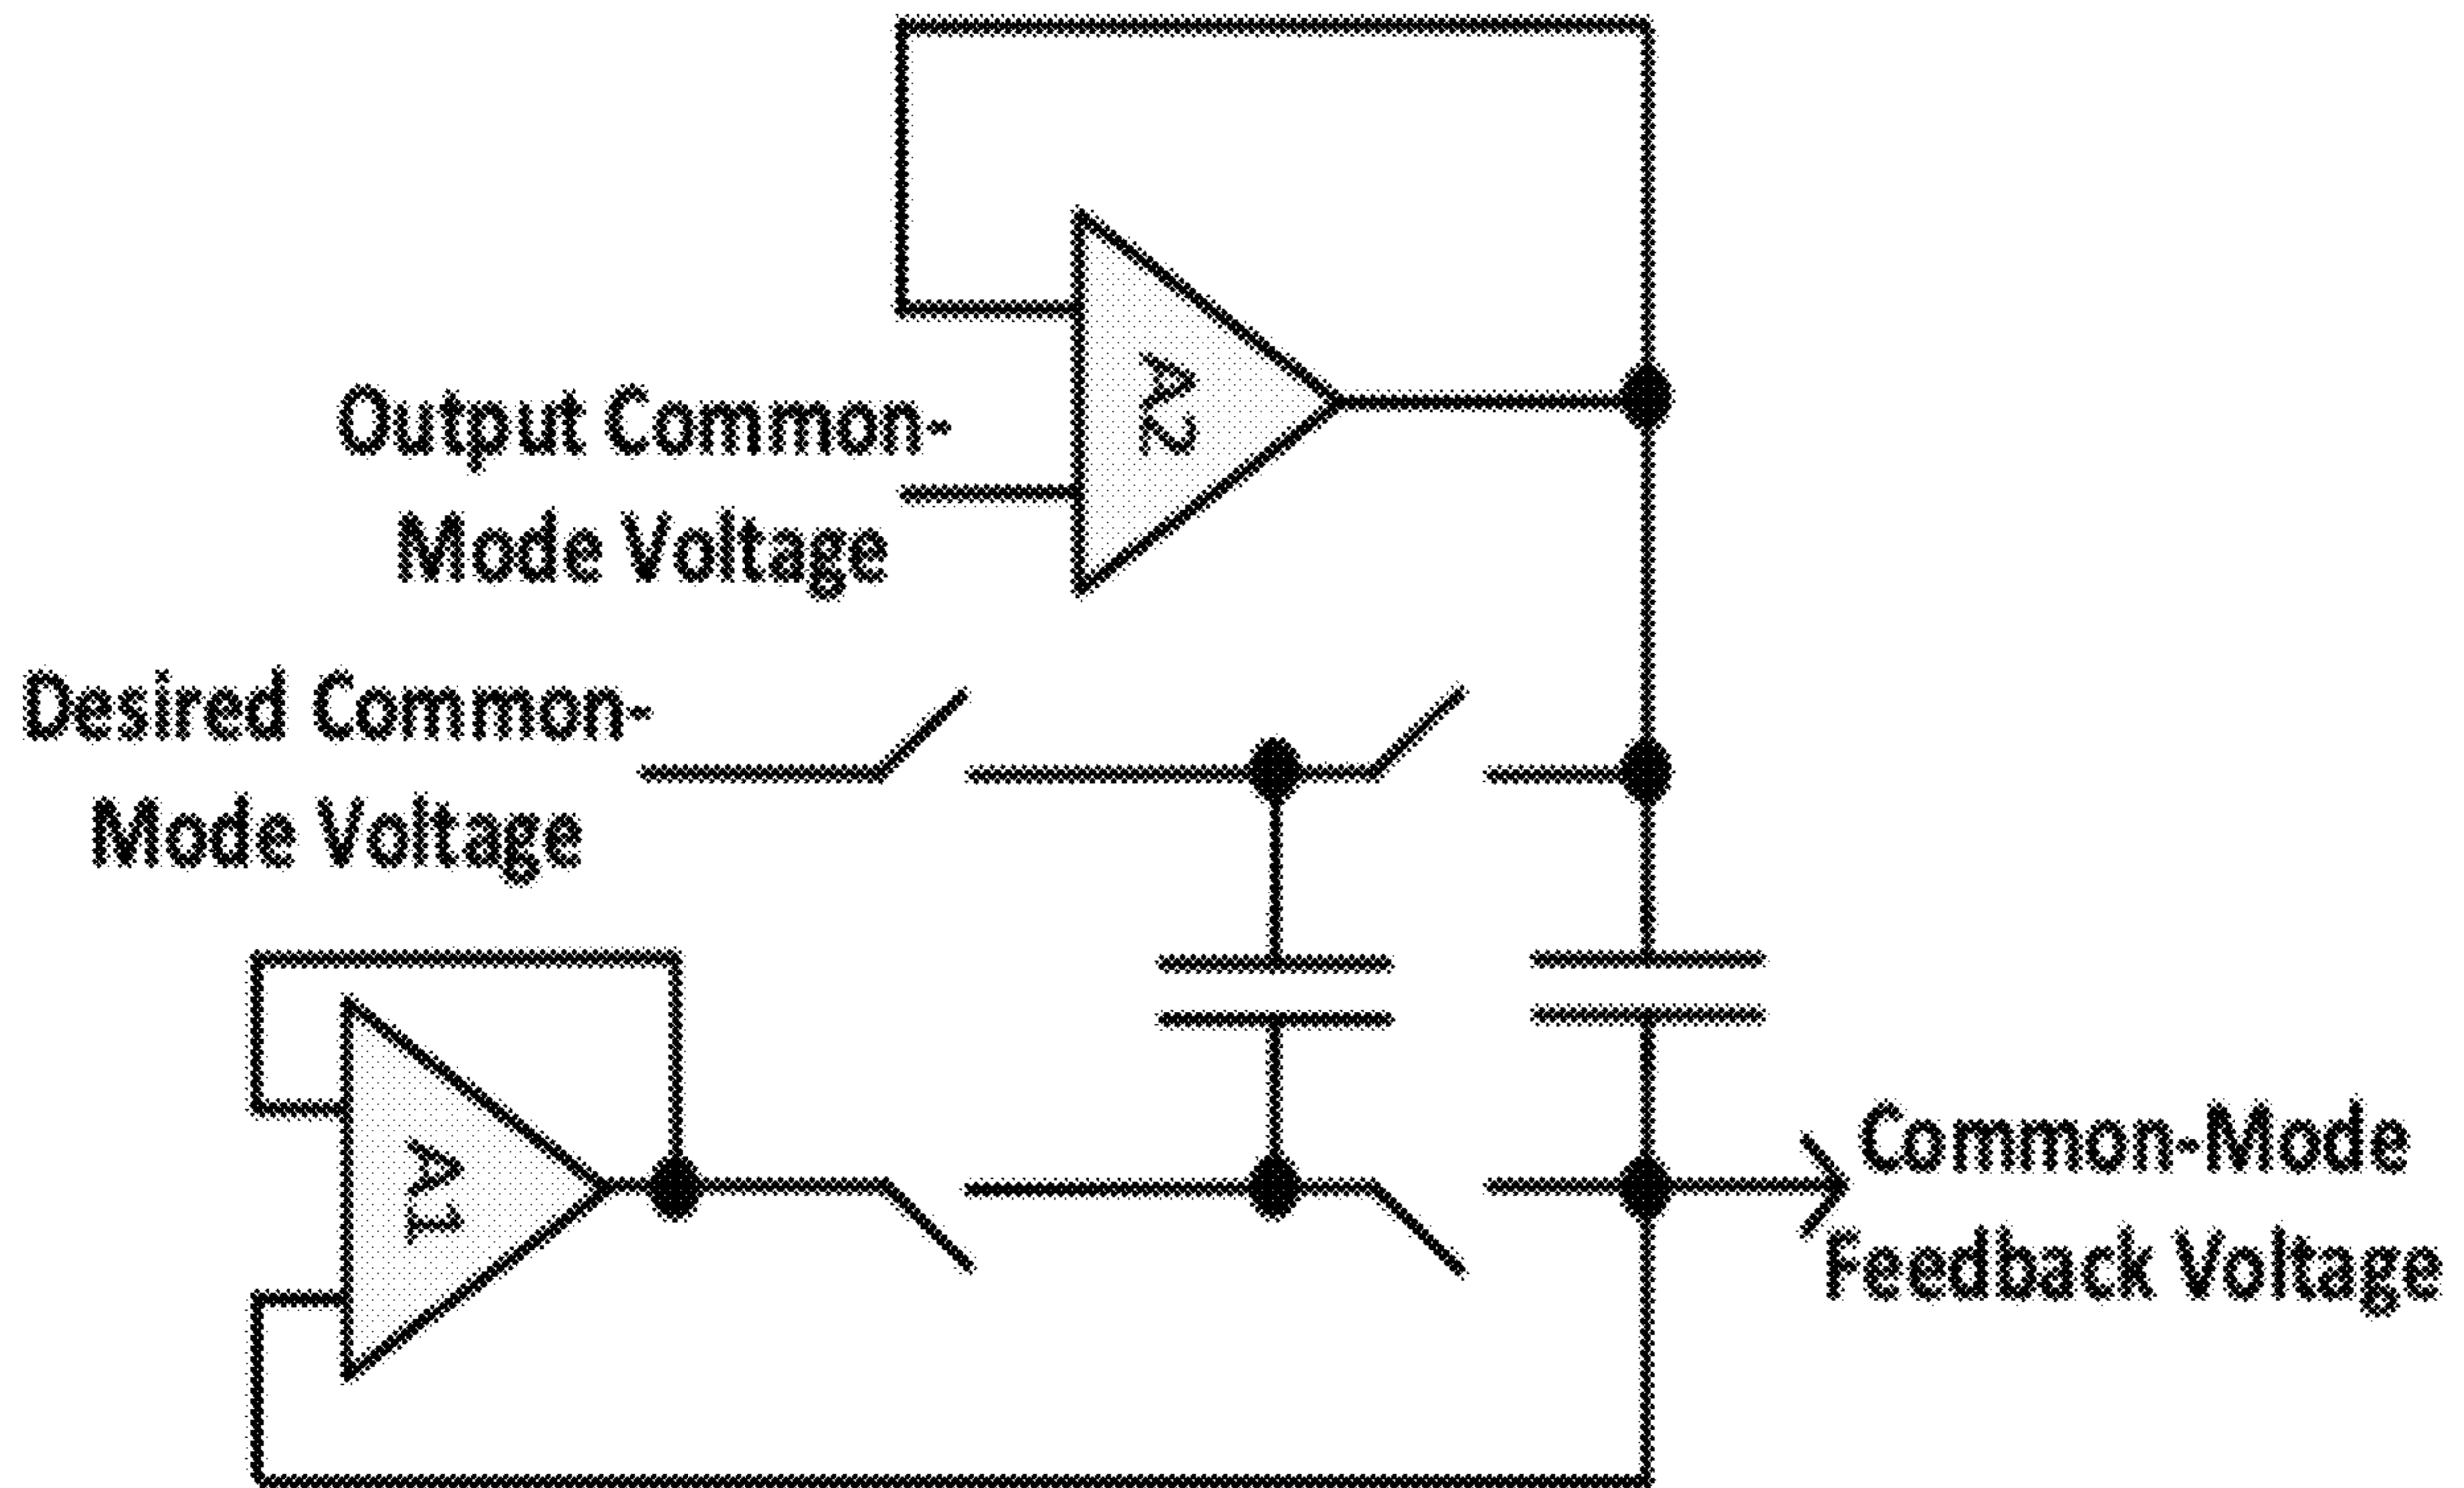 A2
Output Common-
Mode Voltage
Desired Common-
Mode Voltage
A1
Common-Mode
Feedback Voltage